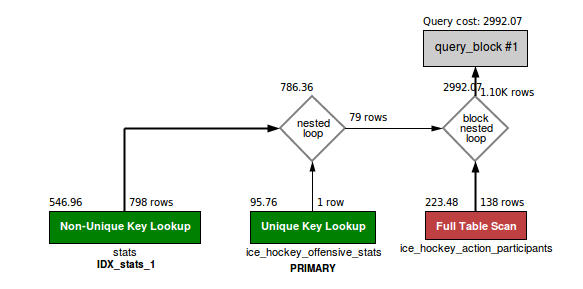 Query cost: 2992.07
query_block #1
2992.07
1.10K rows
786.36
nested
loop
79 rows
block
nested
loop
546.96
798 rows
95.76
1 row
223.48
138 rows
Non-Unique Key Lookup
Unique Key Lookup
Full Table Scan
stats
ice_hockey_offensive_stats
ice_hockey_action_participants
IDX_stats_1
PRIMARY